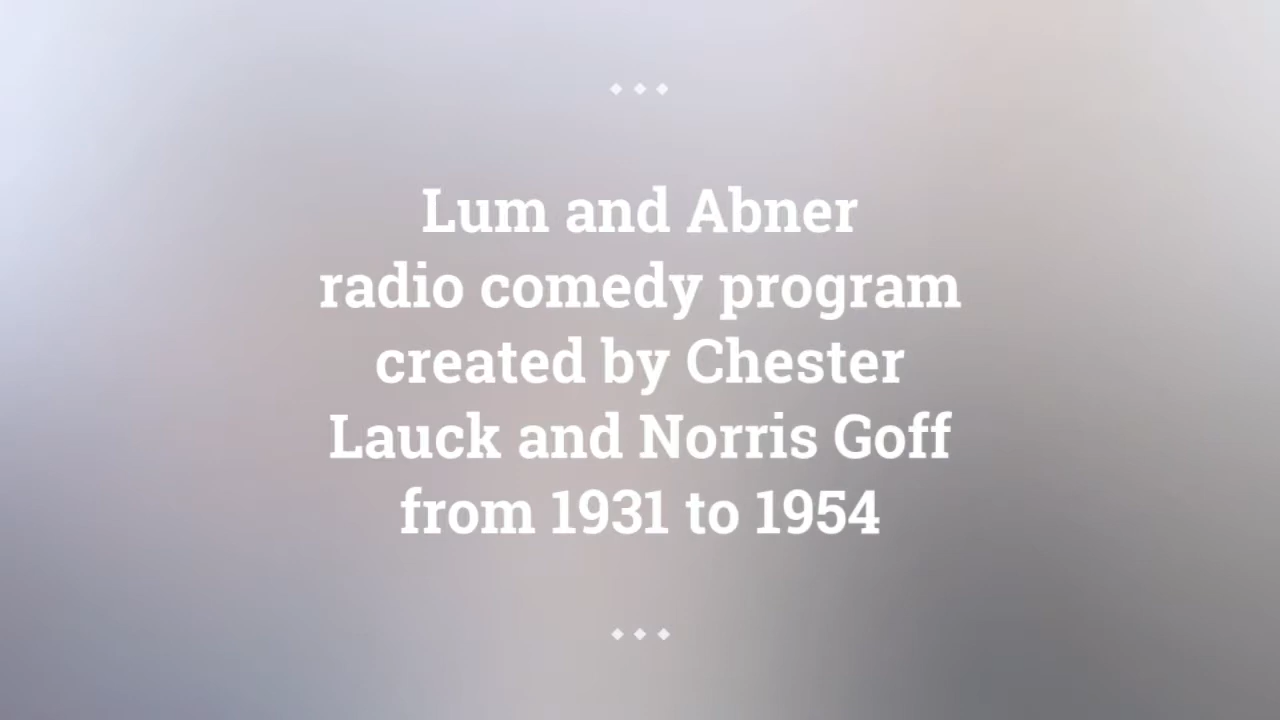 Lum and Abner
radio comedy program
created by Chester
Lauck and Norris Goff
from 1931 to 1954